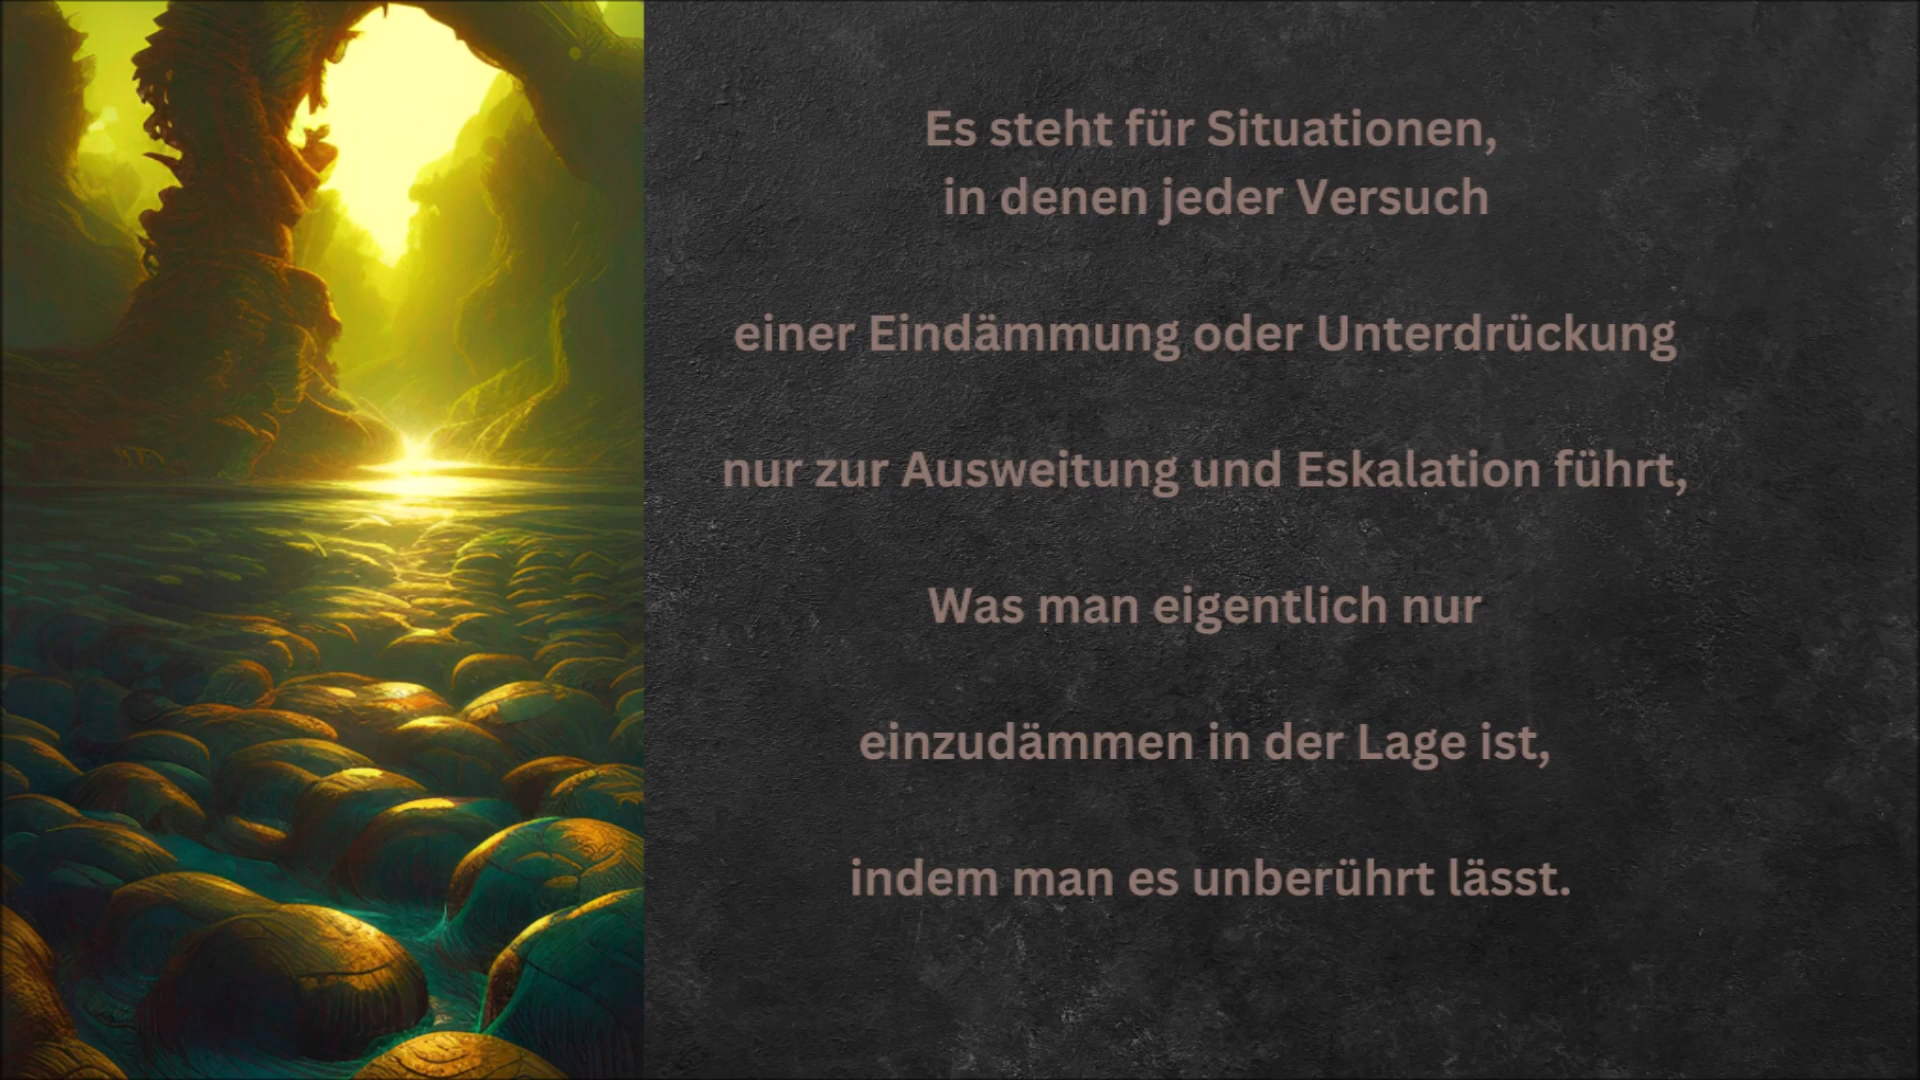 Es steht für Situationen,
in denen jeder Versuch
einer Eindämmung oder Unterdrückung
nur zur Ausweitung und Eskalation führt,
Was man eigentlich nur
einzudämmen in der Lage ist,
indem man es unberührt lässt.